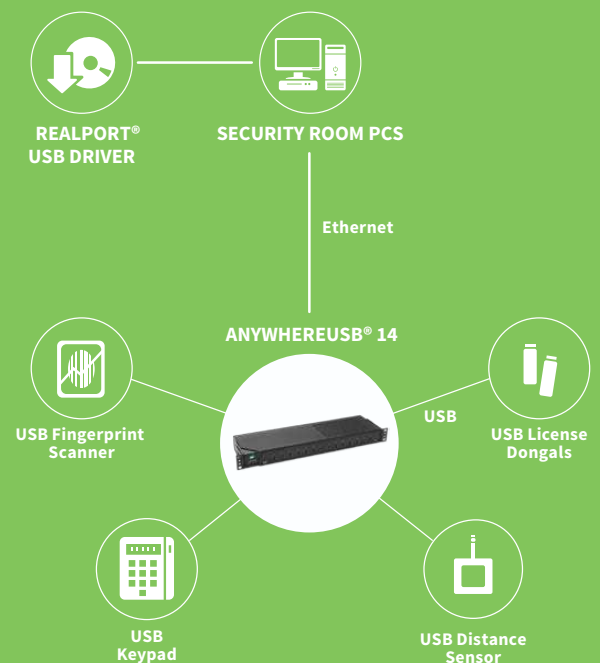 REALPORT®
USB DRIVER
SECURITY ROOM PCS
Ethernet
ANYWHEREUSB® 14
USB Fingerprint
Scanner
USB
USB License
Dongals
USB
Keypad
USB Distance
Sensor